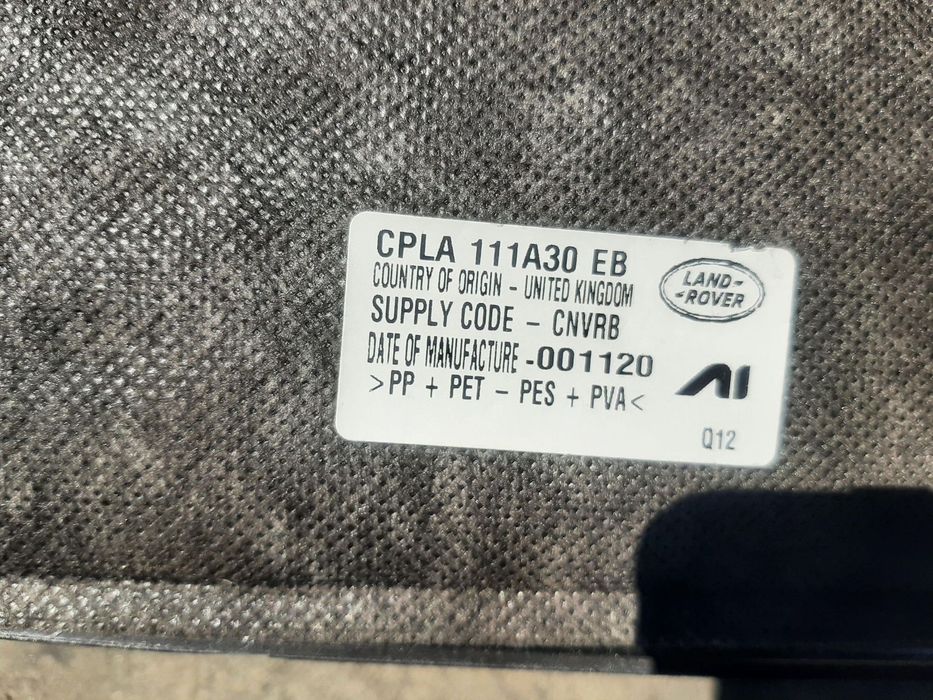 CPLA 111A30 EB
COUNTRY OF ORIGIN - UNITED KINGDOM
SUPPLY CODE - CNVRB
DATE OF MANUFACTURE -001120
>PP + PET - PES + PVA<
LAND-
-ROVER
AI
Q12